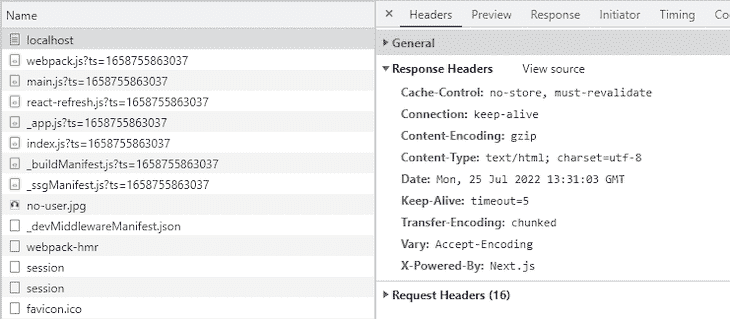 Name
localhost
webpack.js?ts=1658755863037
main.js?ts=1658755863037
react-refresh.js?ts=1658755863037
_app.js?ts=1658755863037
index.js?ts=1658755863037
_buildManifest.js?ts=1658755863037
_ssgManifest.js?ts=1658755863037
no-user.jpg
_devMiddlewareManifest.json
webpack-hmr
session
session
favicon.ico
× Headers Preview Response Initiator Timing Co
General
Response Headers View source
Cache-Control: no-store, must-revalidate
Connection: keep-alive
Content-Encoding: gzip
Content-Type: text/html; charset=utf-8
Date: Mon, 25 Jul 2022 13:31:03 GMT
Keep-Alive: timeout=5
Transfer-Encoding: chunked
Vary: Accept-Encoding
X-Powered-By: Next.js
Request Headers (16)